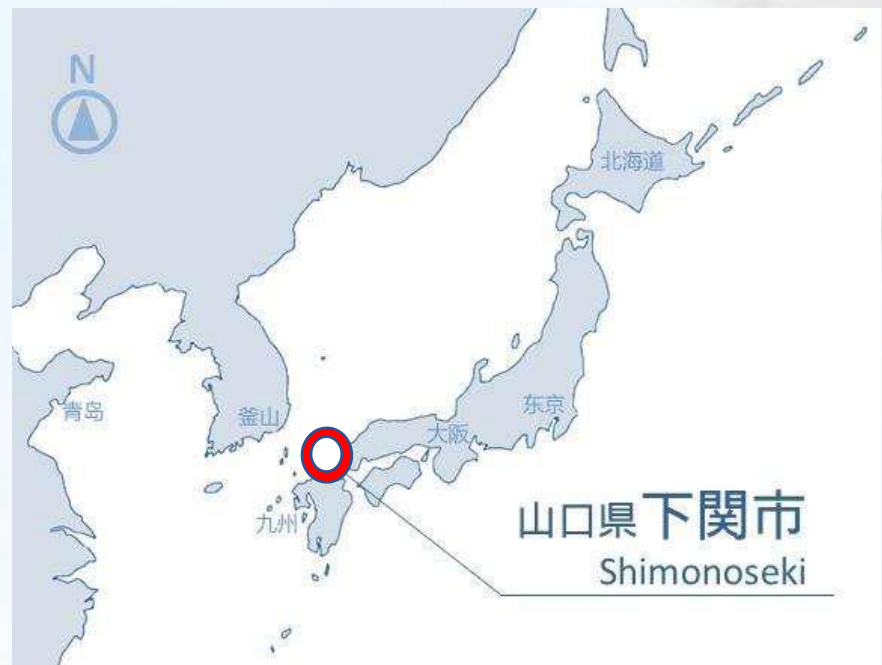 N
北海道
青岛
釜山
大阪
东京
九州
山口県下関市
Shimonoseki